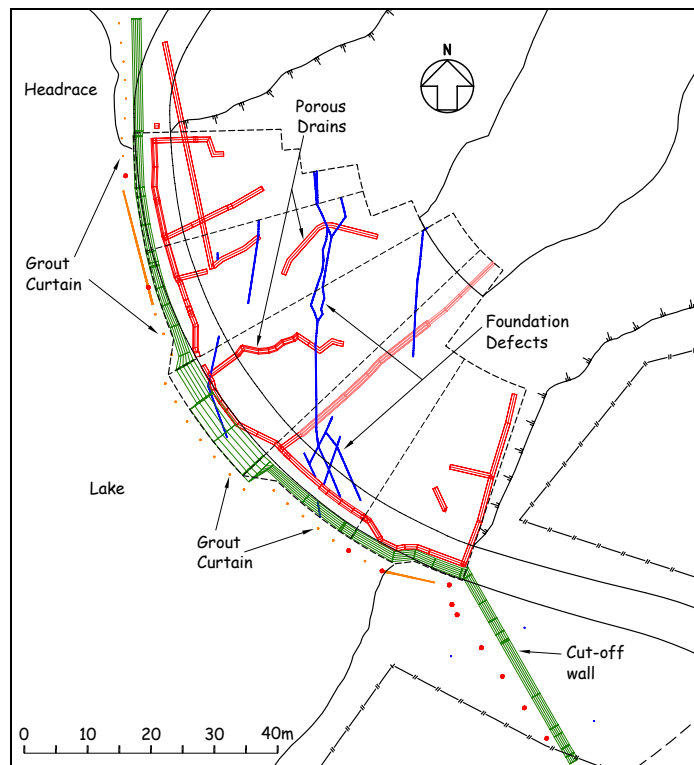 N
Headrace
Porous
Drains
Grout
Curtain
Foundation
Defects
Lake
Grout
Curtain
Cut-off
wall
0 10 20 30 40m